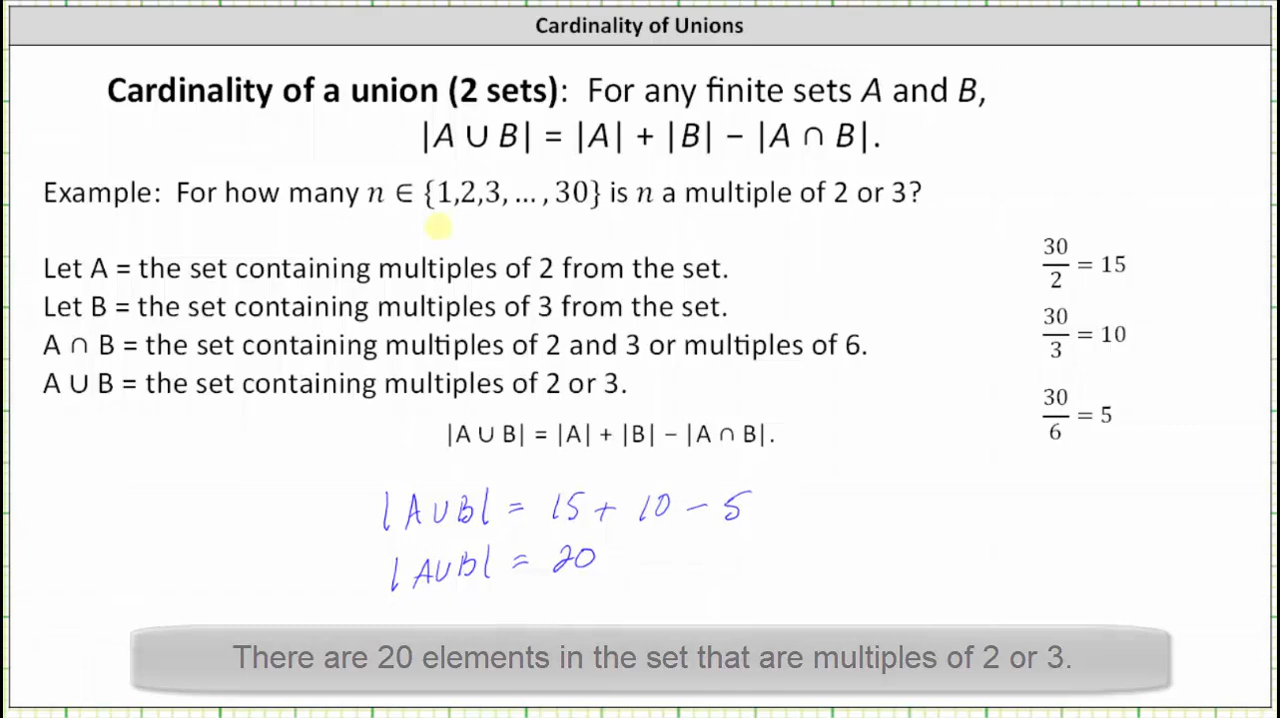 Cardinality of Unions
Cardinality of a union (2 sets): For any finite sets A and B,
|A ∪ B| = |A| + |B| − |A ∩ B|.
Example: For how many n ∈ {1,2,3, … , 30} is n a multiple of 2 or 3?
Let A = the set containing multiples of 2 from the set.
Let B = the set containing multiples of 3 from the set.
A ∩ B = the set containing multiples of 2 and 3 or multiples of 6.
A ∪ B = the set containing multiples of 2 or 3.
|A ∪ B| = |A| + |B| − |A ∩ B|.
30/2 = 15
30/3 = 10
30/6 = 5
|A∪B| = 15 + 10 − 5
|A∪B| = 20
There are 20 elements in the set that are multiples of 2 or 3.